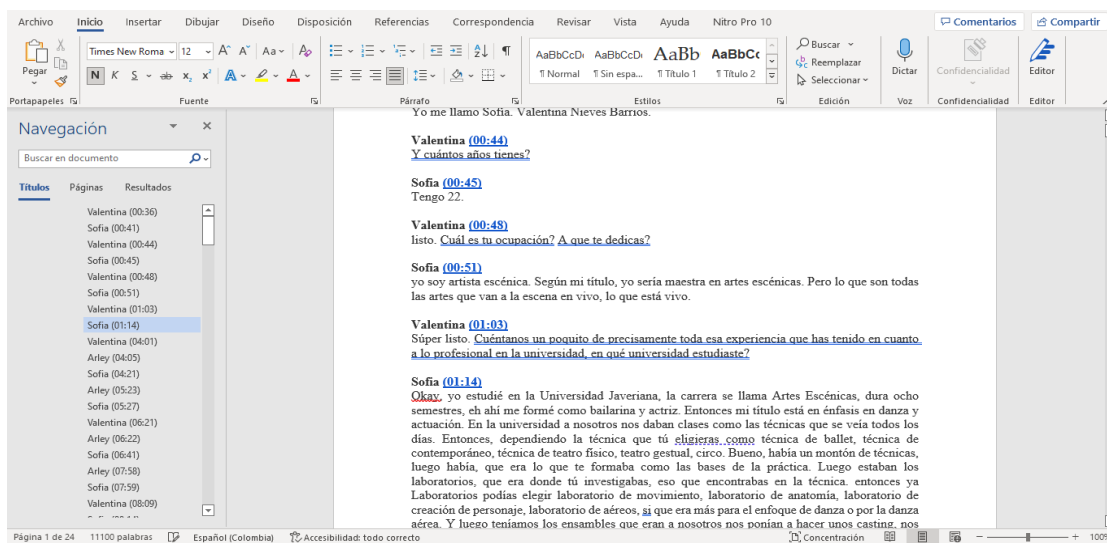 Archivo Inicio Insertar Dibujar Diseño Disposición Referencias Correspondencia Revisar Vista Ayuda Nitro Pro 10 Comentarios Compartir
Pegar
Times New Roma 12 A^ A˅ Aa
N K S ab x₂ x² A A
AaBbCcDc AaBbCcDc AaBb AaBbCc
¶ Normal ¶ Sin espa... Título 1 ¶ Título 2
Buscar
Reemplazar
Seleccionar
Dictar
Confidencialidad
Editor
Portapapeles Fuente Párrafo Estilos Edición Voz Confidencialidad Editor
Navegación
Buscar en documento
Títulos Páginas Resultados
Valentina (00:36)
Sofia (00:41)
Valentina (00:44)
Sofia (00:45)
Valentina (00:48)
Sofia (00:51)
Valentina (01:03)
Sofia (01:14)
Valentina (04:01)
Arley (04:05)
Sofia (04:21)
Arley (05:23)
Sofia (05:27)
Valentina (06:21)
Arley (06:22)
Sofia (06:41)
Arley (07:58)
Sofia (07:59)
Valentina (08:09)
Yo me llamo Sofía. Valentina Nieves Barrios.
Valentina (00:44)
Y cuántos años tienes?
Sofia (00:45)
Tengo 22.
Valentina (00:48)
listo. Cuál es tu ocupación? A que te dedicas?
Sofia (00:51)
yo soy artista escénica. Según mi título, yo sería maestra en artes escénicas. Pero lo que son todas
las artes que van a la escena en vivo, lo que está vivo.
Valentina (01:03)
Súper listo. Cuéntanos un poquito de precisamente toda esa experiencia que has tenido en cuanto
a lo profesional en la universidad, en qué universidad estudiaste?
Sofia (01:14)
Okay, yo estudié en la Universidad Javeriana, la carrera se llama Artes Escénicas, dura ocho
semestres, eh ahí me formé como bailarina y actriz. Entonces mi título está en énfasis en danza y
actuación. En la universidad a nosotros nos daban clases como las técnicas que se veía todos los
días. Entonces, dependiendo la técnica que tú eligieras como técnica de ballet, técnica de
contemporáneo, técnica de teatro físico, teatro gestual, circo. Bueno, había un montón de técnicas,
luego había, que era lo que te formaba como las bases de la práctica. Luego estaban los
laboratorios, que era donde tú investigabas, eso que encontrabas en la técnica. entonces ya
Laboratorios podías elegir laboratorio de movimiento, laboratorio de anatomía, laboratorio de
creación de personaje, laboratorio de aéreos, si que era más para el enfoque de danza o por la danza
aérea. Y luego teníamos los ensambles que eran a nosotros nos ponían a hacer unos casting, nos
Página 1 de 24 11100 palabras Español (Colombia) Accesibilidad: todo correcto Concentración 100%